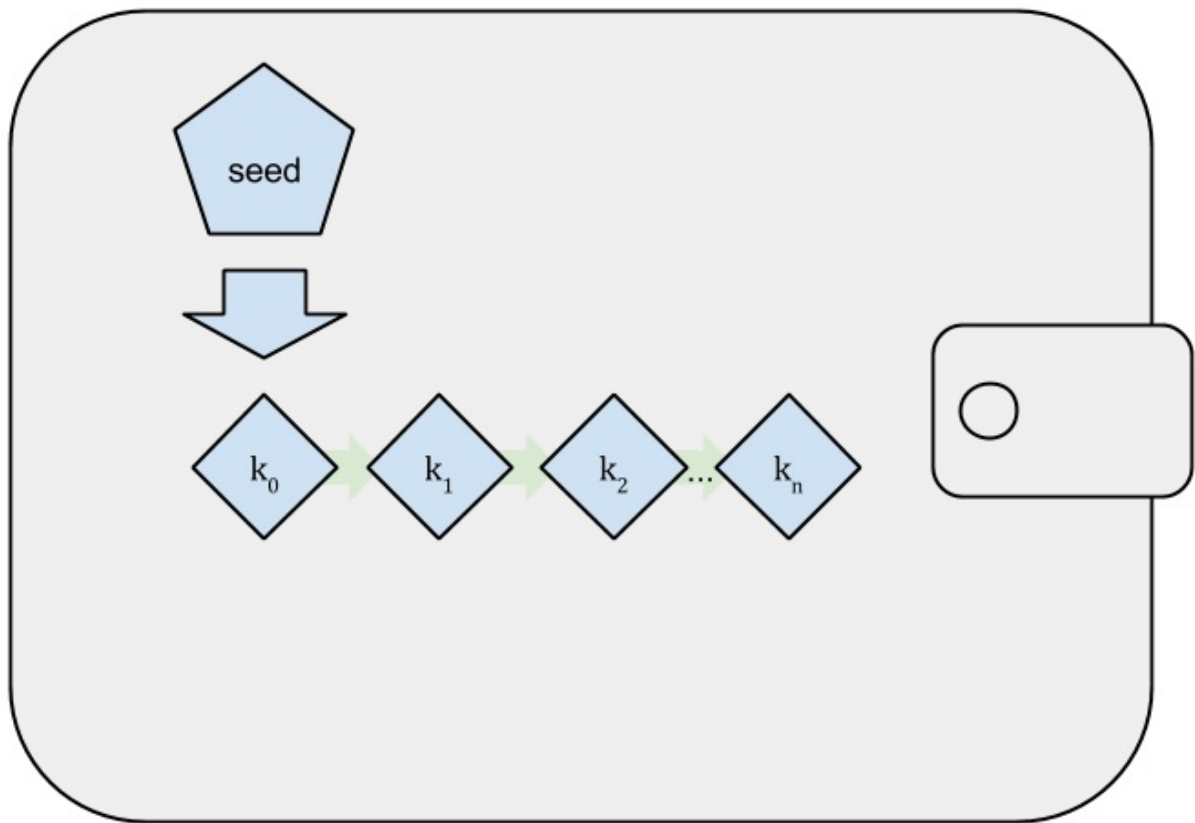 seed
k₀ k₁ k₂ ... kₙ